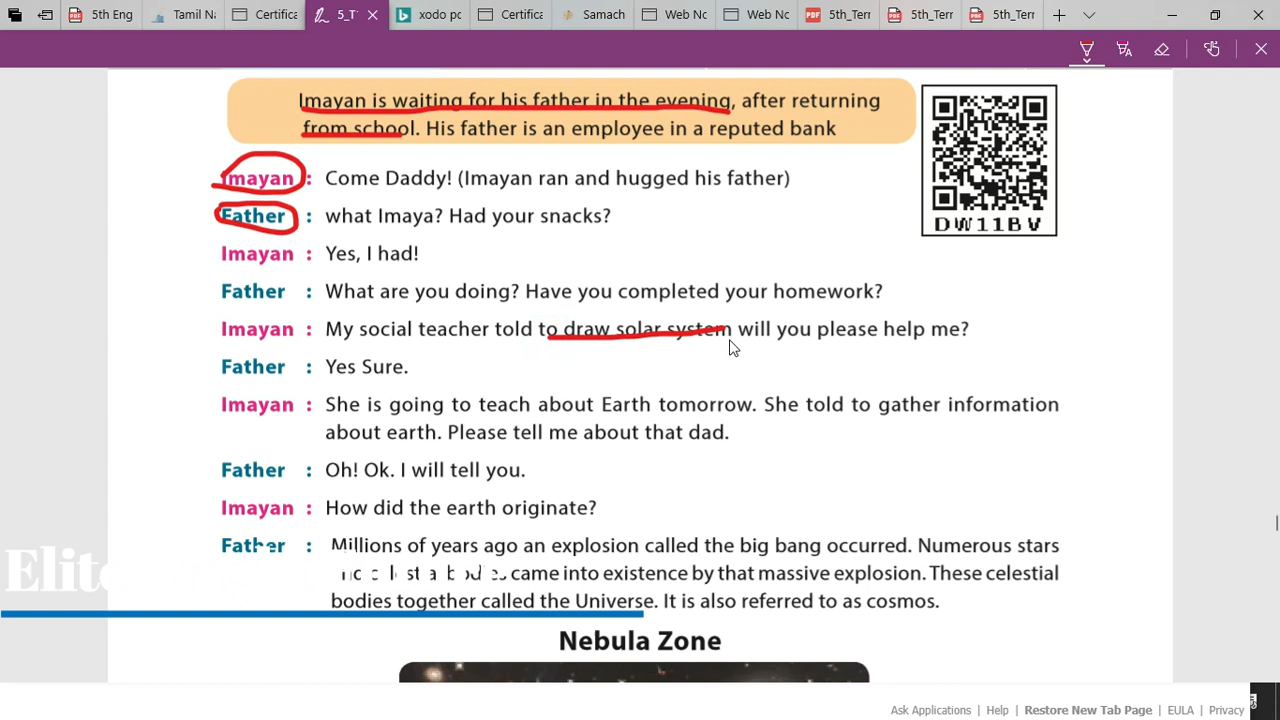 5th Eng
Tamil Na
Certifica
5_T
xodo pc
Certifica
Samach
Web Nc
Web Nc
5th_Terr
5th_Terr
5th_Terr
Imayan is waiting for his father in the evening, after returning
from school. His father is an employee in a reputed bank
DW11BV
Imayan : Come Daddy! (Imayan ran and hugged his father)
Father : what Imaya? Had your snacks?
Imayan : Yes, I had!
Father : What are you doing? Have you completed your homework?
Imayan : My social teacher told to draw solar system will you please help me?
Father : Yes Sure.
Imayan : She is going to teach about Earth tomorrow. She told to gather information
about earth. Please tell me about that dad.
Father : Oh! Ok. I will tell you.
Imayan : How did the earth originate?
Father : Millions of years ago an explosion called the big bang occurred. Numerous stars
came into existence by that massive explosion. These celestial
bodies together called the Universe. It is also referred to as cosmos.
Elite
Nebula Zone
Ask Applications | Help | Restore New Tab Page | EULA | Privacy